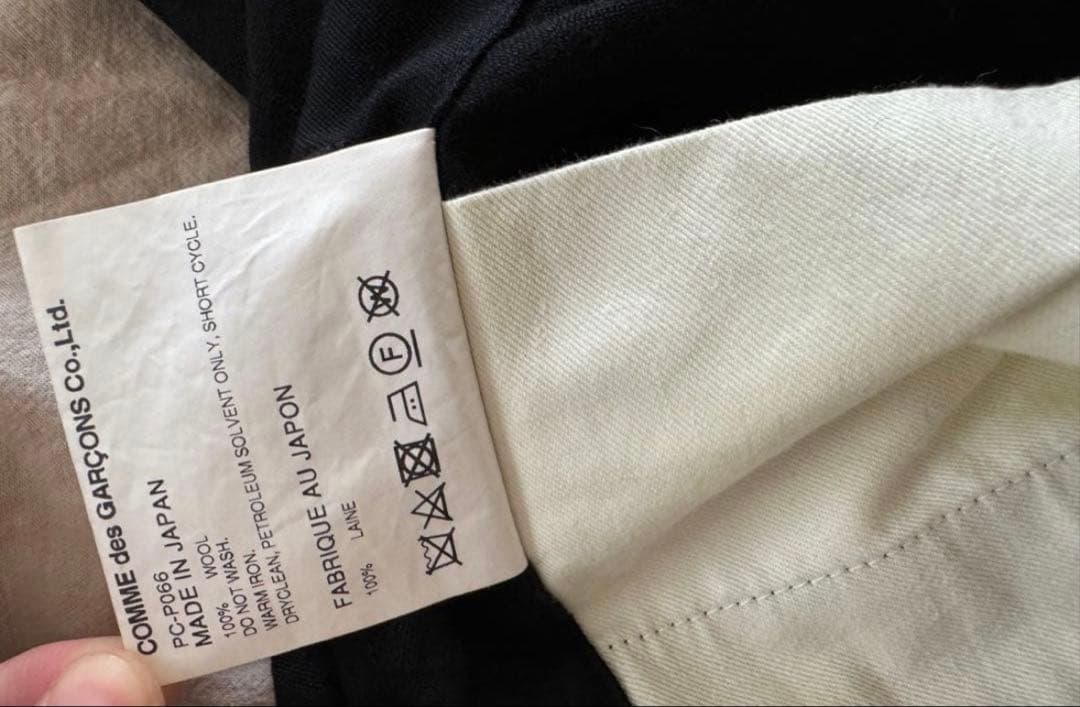 COMME des GARÇONS Co.,Ltd.
PC-P066
MADE IN JAPAN
100% WOOL
DO NOT WASH.
WARM IRON.
DRYCLEAN, PETROLEUM SOLVENT ONLY, SHORT CYCLE.
FABRIQUE AU JAPON
100% LAINE
F
W